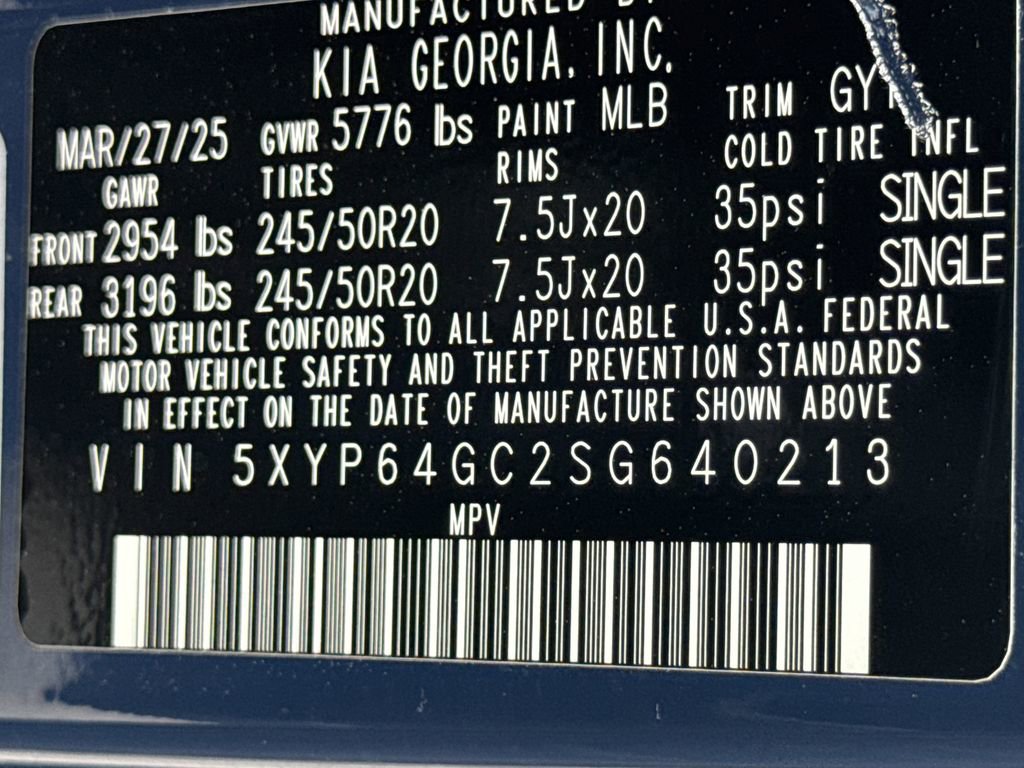 MANUFACTURED BY
KIA GEORGIA, INC.
MAR/27/25 GVWR 5776 lbs PAINT MLB TRIM
GAWR TIRES RIMS COLD TIRE INFL
FRONT 2954 lbs 245/50R20 7.5Jx20 35psi SINGLE
REAR 3196 lbs 245/50R20 7.5Jx20 35psi SINGLE
THIS VEHICLE CONFORMS TO ALL APPLICABLE U.S.A. FEDERAL
MOTOR VEHICLE SAFETY AND THEFT PREVENTION STANDARDS
IN EFFECT ON THE DATE OF MANUFACTURE SHOWN ABOVE
VIN 5XYP64GC2SG640213
MPV